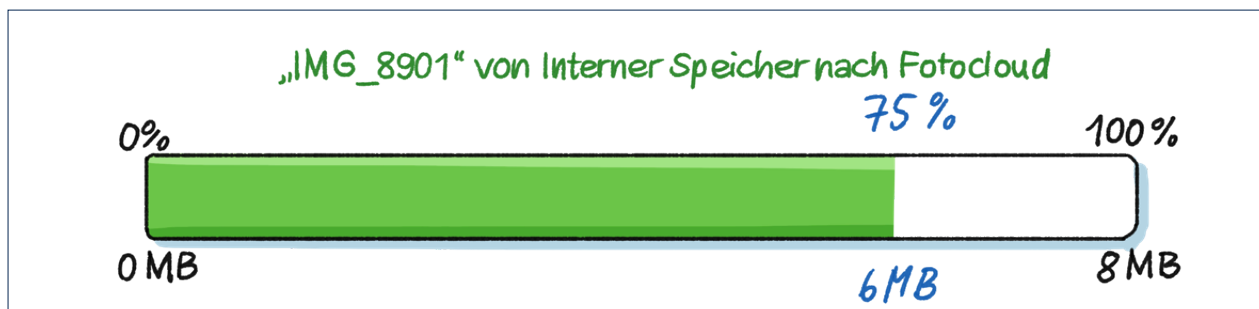 „IMG_8901“ von Interner Speicher nach Fotocloud
75%
0%
100%
0 MB
8 MB
6 MB